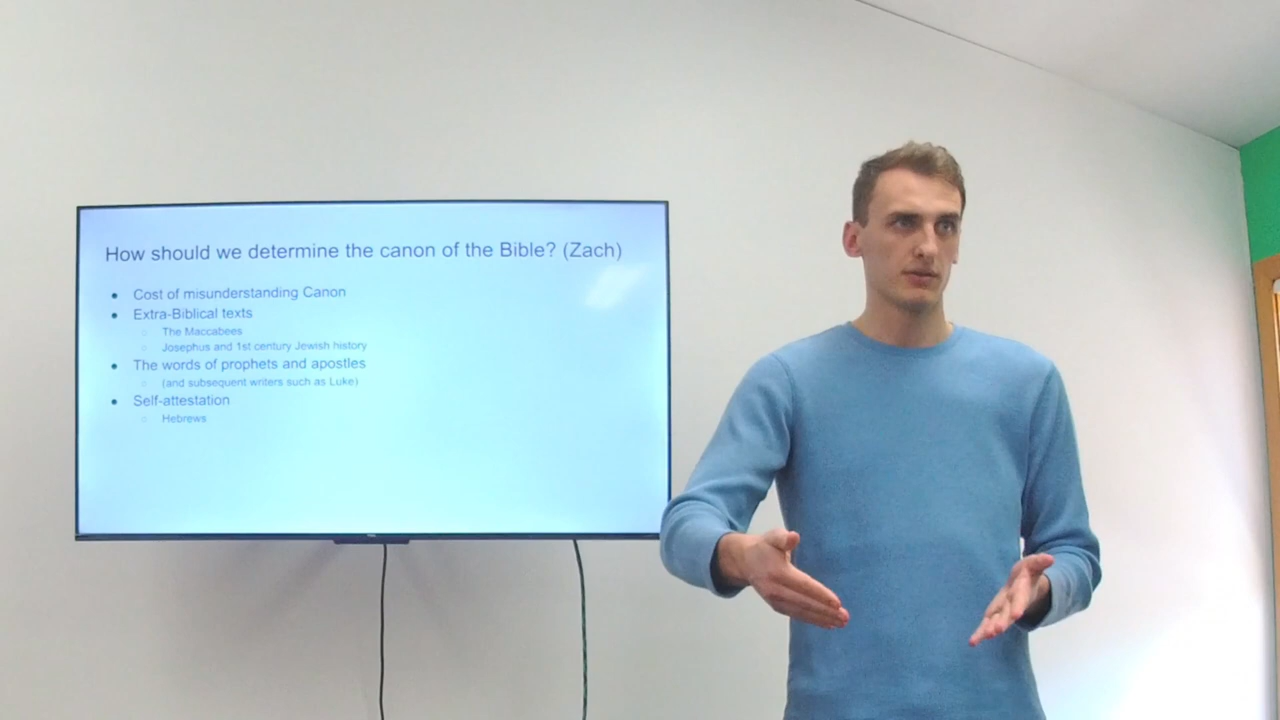 How should we determine the canon of the Bible? (Zach)
Cost of misunderstanding Canon
Extra-Biblical texts
The Maccabees
Josephus and 1st century Jewish history
The words of prophets and apostles
(and subsequent writers such as Luke)
Self-attestation
Hebrews